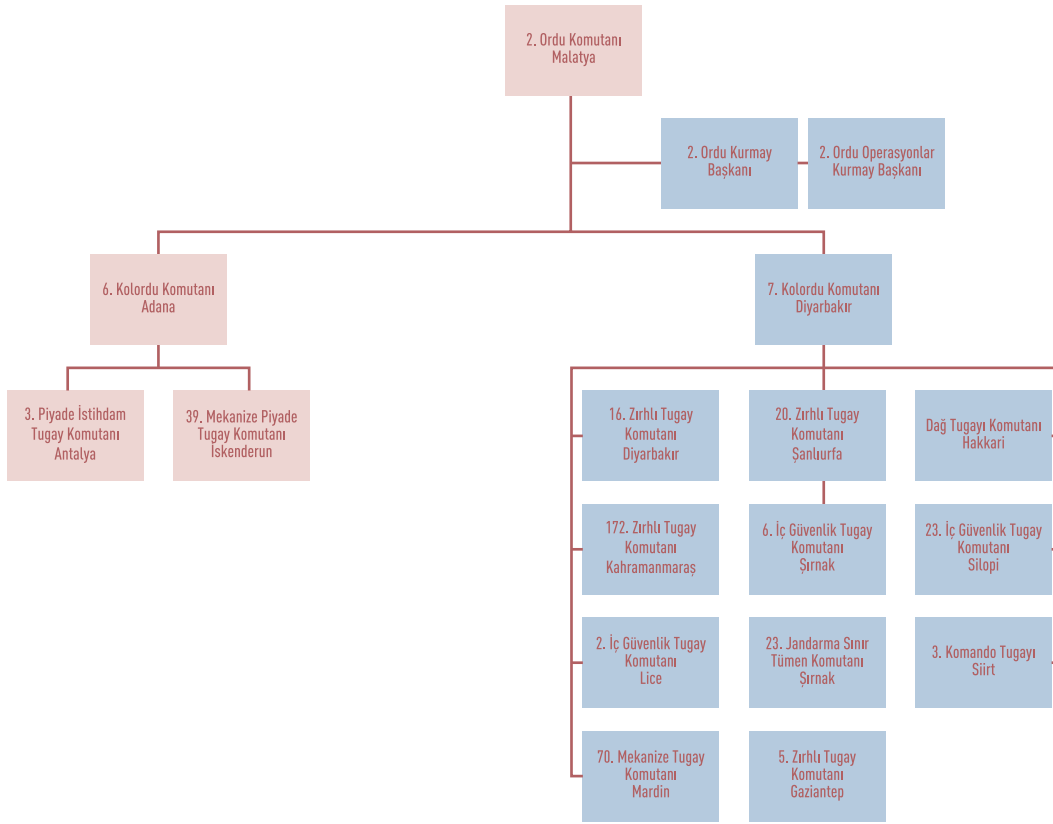 2. Ordu Komutanı
Malatya
2. Ordu Kurmay
Başkanı
2. Ordu Operasyonlar
Kurmay Başkanı
6. Kolordu Komutanı
Adana
7. Kolordu Komutanı
Diyarbakır
3. Piyade İstihdam
Tugay Komutanı
Antalya
39. Mekanize Piyade
Tugay Komutanı
İskenderun
16. Zırhlı Tugay
Komutanı
Diyarbakır
20. Zırhlı Tugay
Komutanı
Şanlıurfa
Dağ Tugayı Komutanı
Hakkari
172. Zırhlı Tugay
Komutanı
Kahramanmaraş
6. İç Güvenlik Tugay
Komutanı
Şırnak
23. İç Güvenlik Tugay
Komutanı
Silopi
2. İç Güvenlik Tugay
Komutanı
Lice
23. Jandarma Sınır
Tümen Komutanı
Şırnak
3. Komando Tugayı
Siirt
70. Mekanize Tugay
Komutanı
Mardin
5. Zırhlı Tugay
Komutanı
Gaziantep